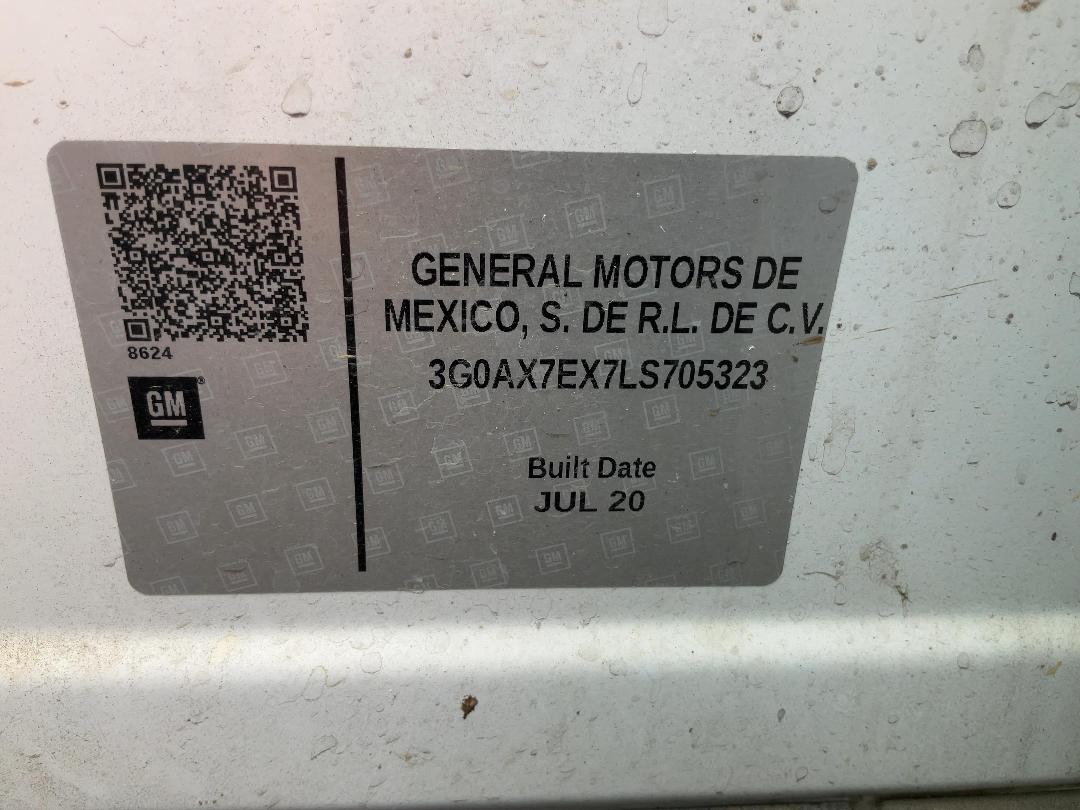 GENERAL MOTORS DE
MEXICO, S. DE R.L. DE C.V.
3G0AX7EX7LS705323
8624
GM
Built Date
JUL 20